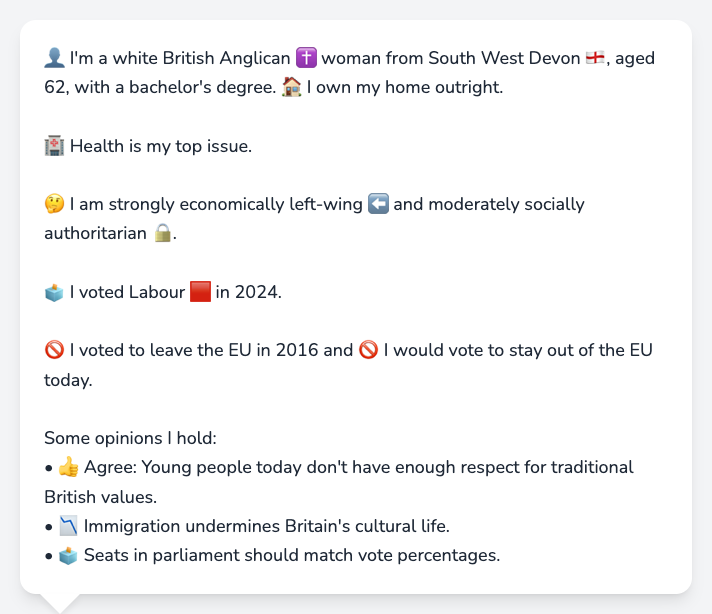 👤 I'm a white British Anglican ✝️ woman from South West Devon 🏴󠁧󠁢󠁥󠁮󠁧󠁿, aged
62, with a bachelor's degree. 🏠 I own my home outright.
🏥 Health is my top issue.
🤔 I am strongly economically left-wing ⬅️ and moderately socially
authoritarian 🔒.
🗳️ I voted Labour 🟥 in 2024.
🚫 I voted to leave the EU in 2016 and 🚫 I would vote to stay out of the EU
today.
Some opinions I hold:
• 👍 Agree: Young people today don't have enough respect for traditional
British values.
• 📉 Immigration undermines Britain's cultural life.
• 🗳️ Seats in parliament should match vote percentages.